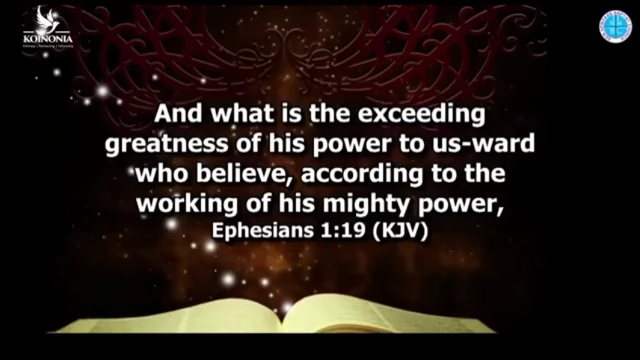 KOINONIA
And what is the exceeding
greatness of his power to us-ward
who believe, according to the
working of his mighty power,
Ephesians 1:19 (KJV)